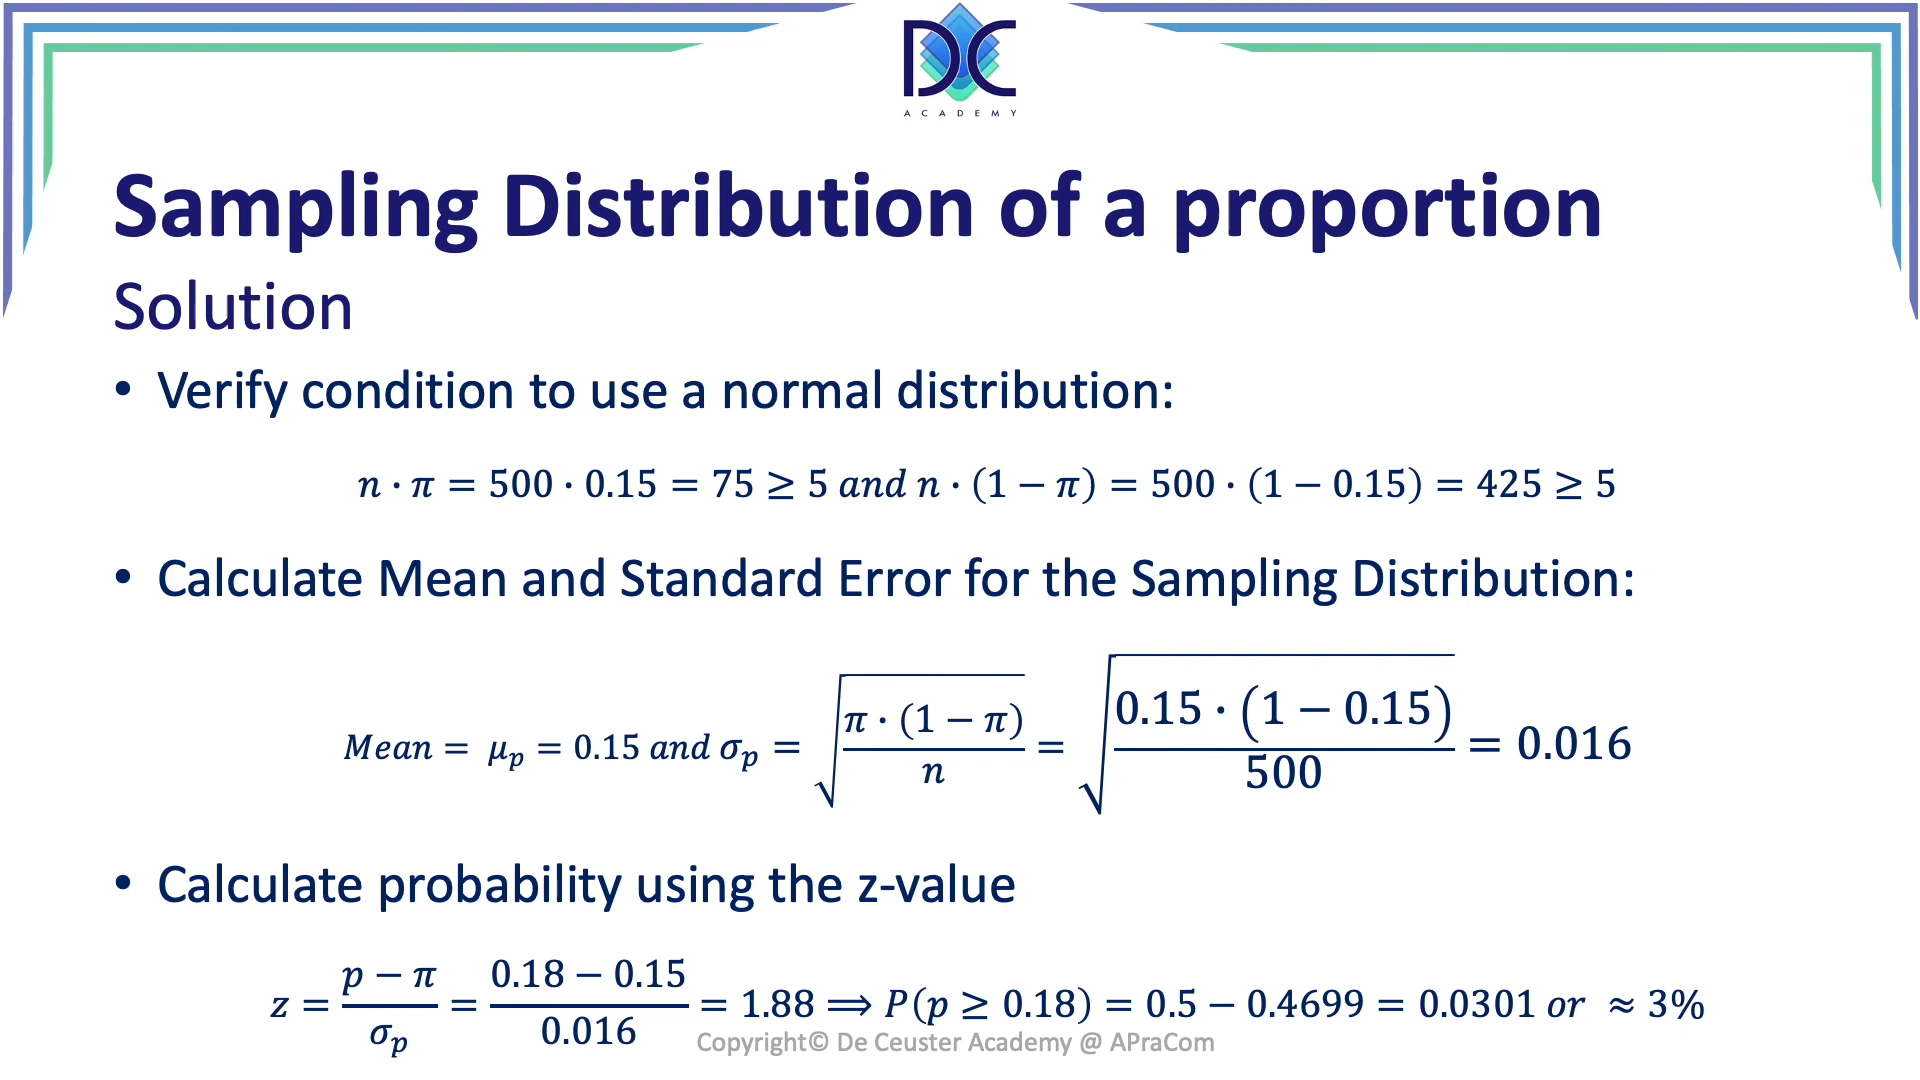 DC
ACADEMY
Sampling Distribution of a proportion
Solution
• Verify condition to use a normal distribution:
n · π = 500 · 0.15 = 75 ≥ 5 and n · (1 − π) = 500 · (1 − 0.15) = 425 ≥ 5
• Calculate Mean and Standard Error for the Sampling Distribution:
Mean = μ_p = 0.15 and σ_p = √(π · (1 − π) / n) = √(0.15 · (1 − 0.15) / 500) = 0.016
• Calculate probability using the z-value
z = (p − π) / σ_p = (0.18 − 0.15) / 0.016 = 1.88 ⟹ P(p ≥ 0.18) = 0.5 − 0.4699 = 0.0301 or ≈ 3%
Copyright© De Ceuster Academy @ APraCom